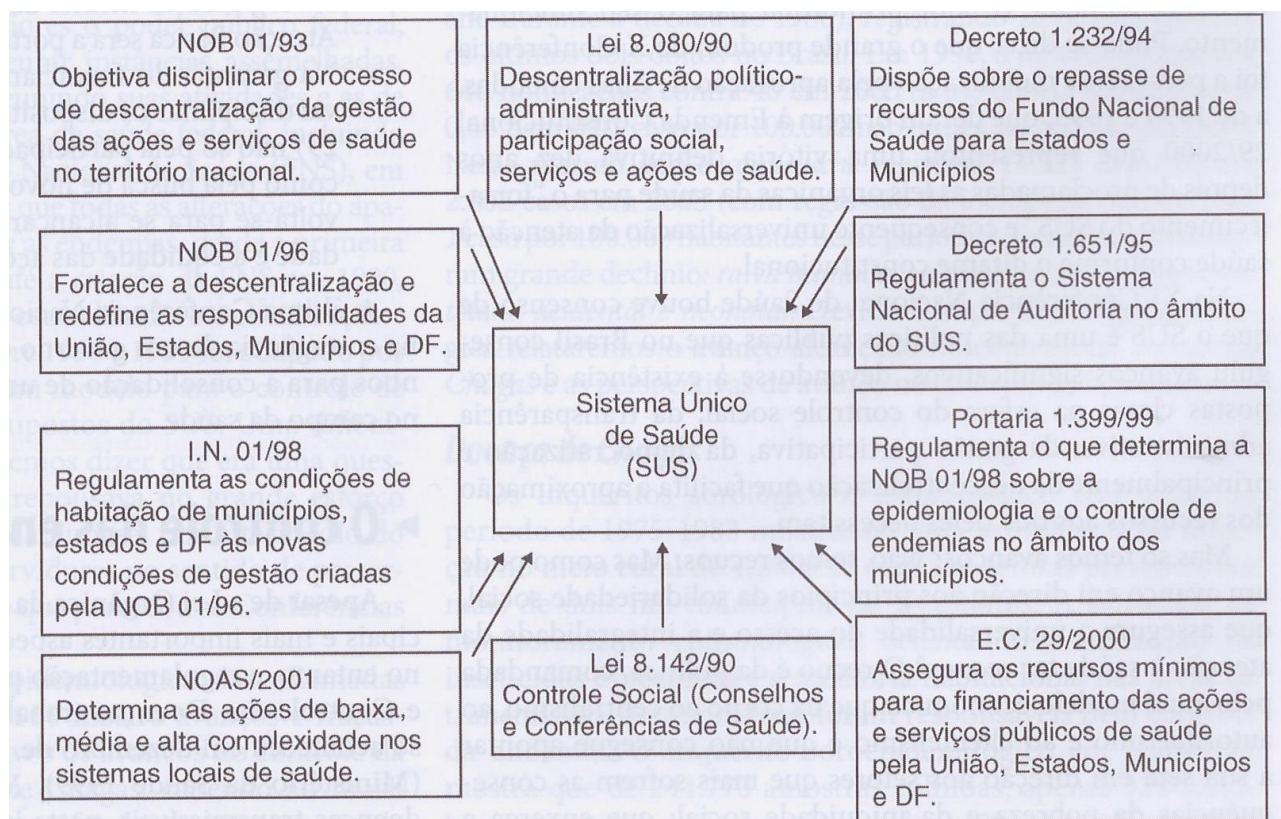 NOB 01/93
Objetiva disciplinar o processo
de descentralização da gestão
das ações e serviços de saúde
no território nacional.
NOB 01/96
Fortalece a descentralização e
redefine as responsabilidades da
União, Estados, Municípios e DF.
I.N. 01/98
Regulamenta as condições de
habitação de municípios,
estados e DF às novas
condições de gestão criadas
pela NOB 01/96.
NOAS/2001
Determina as ações de baixa,
média e alta complexidade nos
sistemas locais de saúde.
Lei 8.080/90
Descentralização político-
administrativa,
participação social,
serviços e ações de saúde.
Sistema Único
de Saúde
(SUS)
Lei 8.142/90
Controle Social (Conselhos
e Conferências de Saúde).
Decreto 1.232/94
Dispõe sobre o repasse de
Recursos do Fundo Nacional de
Saúde para Estados e
Municípios
Decreto 1.651/95
Regulamenta o Sistema
Nacional de Auditoria no âmbito
do SUS.
Portaria 1.399/99
Regulamenta o que determina a
NOB 01/98 sobre a
epidemiologia e o controle de
endemias no âmbito dos
municípios.
E.C. 29/2000
Assegura os recursos mínimos
para o financiamento das ações
e serviços públicos de saúde
pela União, Estados, Municípios
e DF.